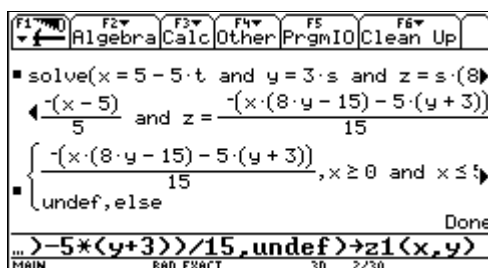 F1 F2 F3 F4 F5 F6
Algebra Calc Other PrgmIO Clean Up
▪ solve(x = 5 - 5·t and y = 3·s and z = s·(8▸
◂ -(x - 5)/5 and z = -(x·(8·y - 15) - 5·(y + 3))/15
▪ { -(x·(8·y - 15) - 5·(y + 3))/15 , x ≥ 0 and x ≤ 5▸
undef, else
Done
…)-5*(y+3))/15,undef)→z1(x,y)
MAIN RAD EXACT 3D 2/30